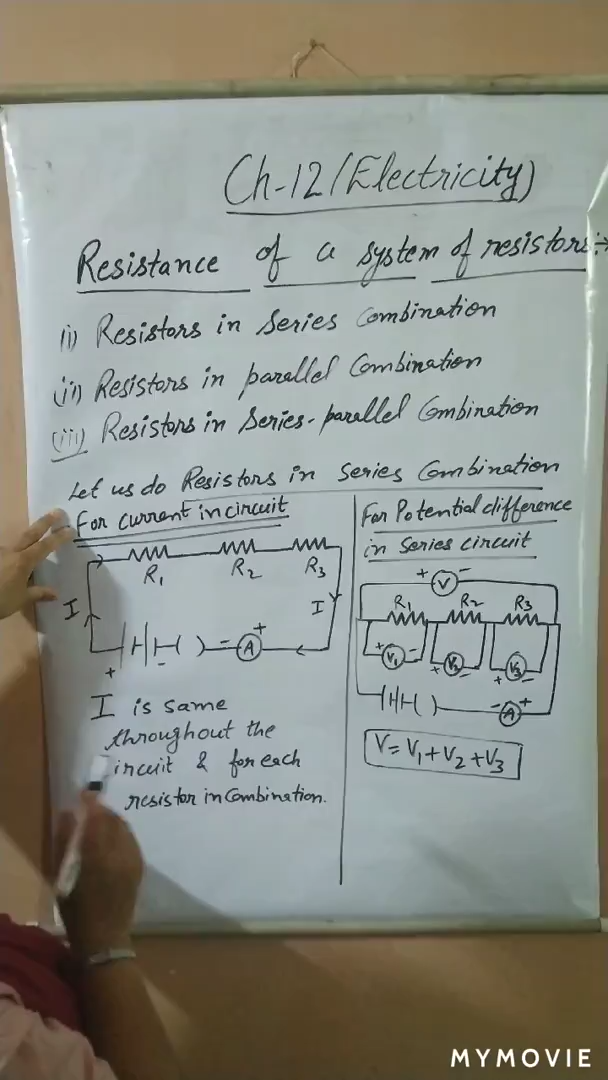 Ch-12/Electricity)
Resistance of a system of resistors:→
(i) Resistors in Series Combination
(ii) Resistors in parallel Combination
(iii) Resistors in Series-parallel Combination
Let us do Resistors in Series Combination
For current in circuit
R1 R2 R3
I I
+ - - A +
I is same
throughout the
ircuit & for each
resistor in Combination.
For Potential difference
in Series circuit
+ V -
R1 R2 R3
+ V1 - + V2 - + V3 -
- A +
V = V1 + V2 + V3
MYMOVIE